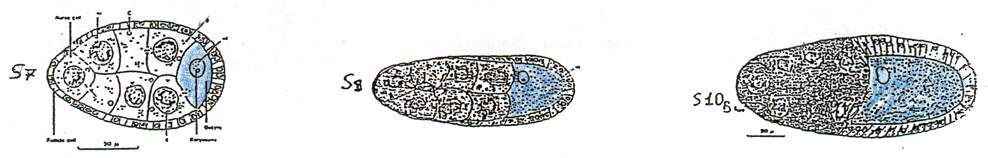 Nurse cell
C
S7
Follicle cell
Oocyte
Karyosome
50 μ
S8
S10B
50 μ